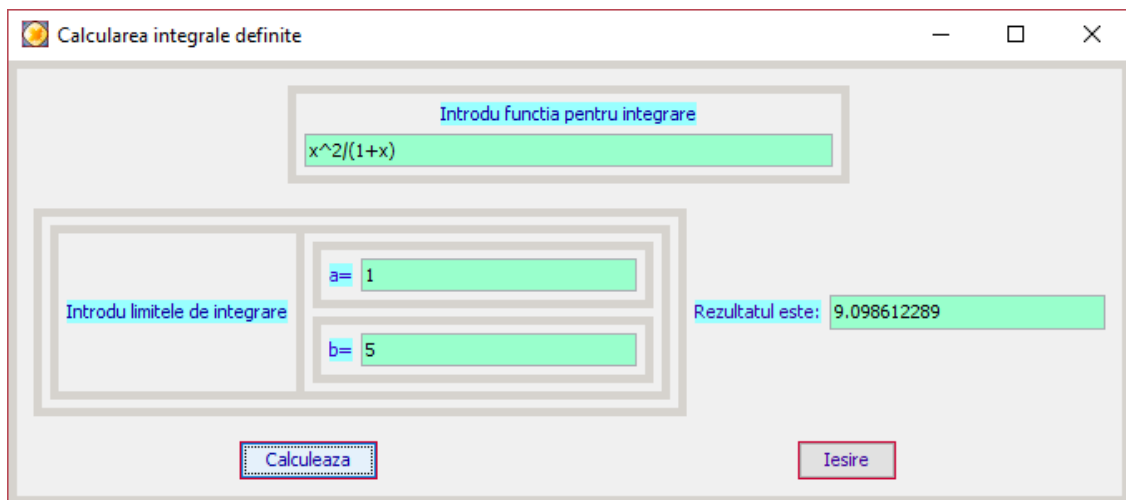 Calcularea integrale definite
Introdu functia pentru integrare
x^2/(1+x)
Introdu limitele de integrare
a= 1
b= 5
Rezultatul este: 9.098612289
Calculeaza
Iesire